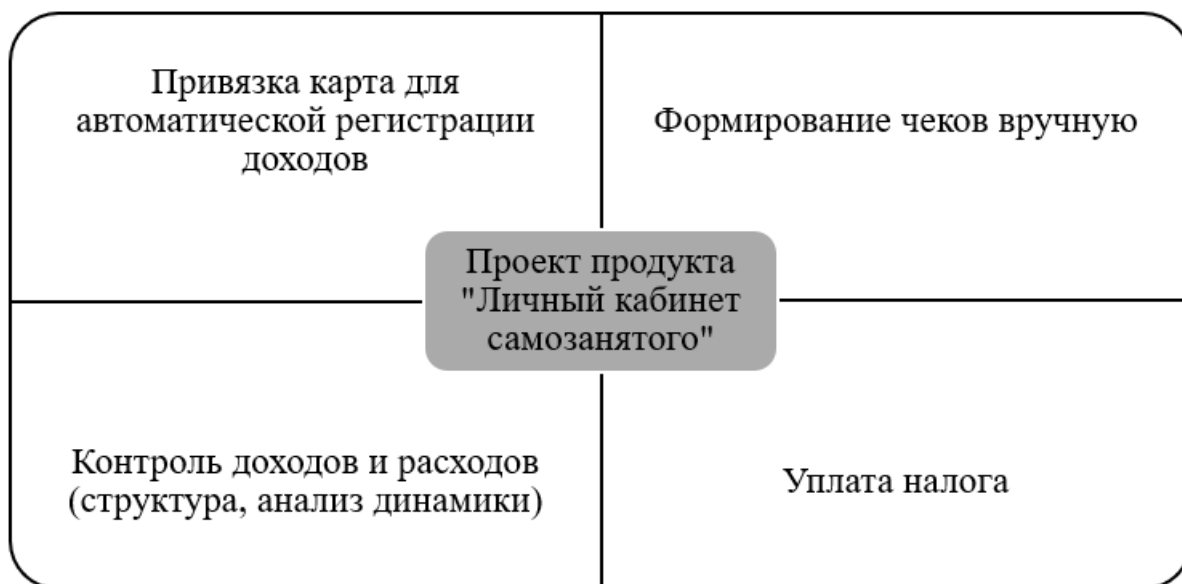 Привязка карта для
автоматической регистрации
доходов
Формирование чеков вручную
Проект продукта
"Личный кабинет
самозанятого"
Контроль доходов и расходов
(структура, анализ динамики)
Уплата налога